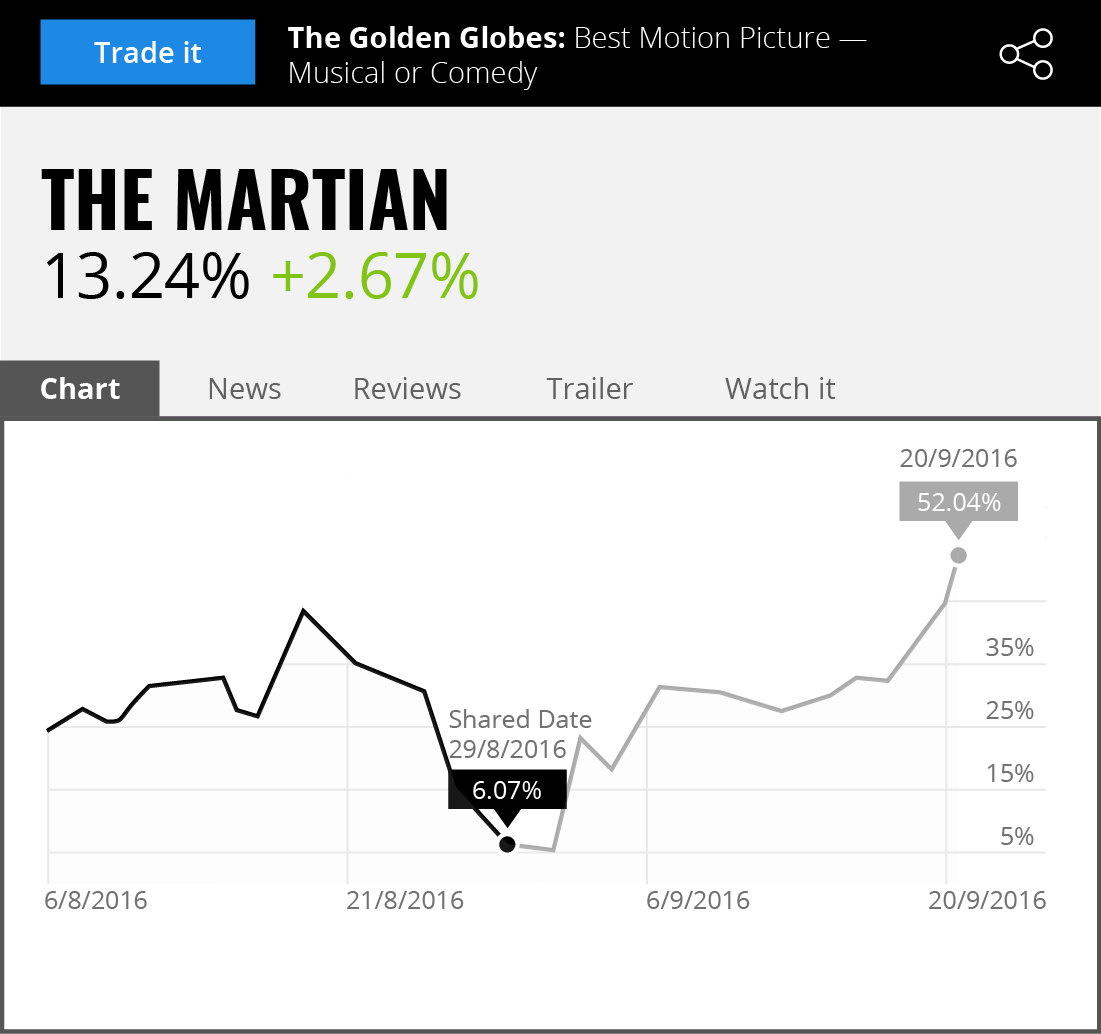 Trade it
The Golden Globes: Best Motion Picture —
Musical or Comedy
THE MARTIAN
13.24% +2.67%
Chart
News
Reviews
Trailer
Watch it
20/9/2016
52.04%
35%
25%
Shared Date
29/8/2016
15%
6.07%
5%
6/8/2016
21/8/2016
6/9/2016
20/9/2016